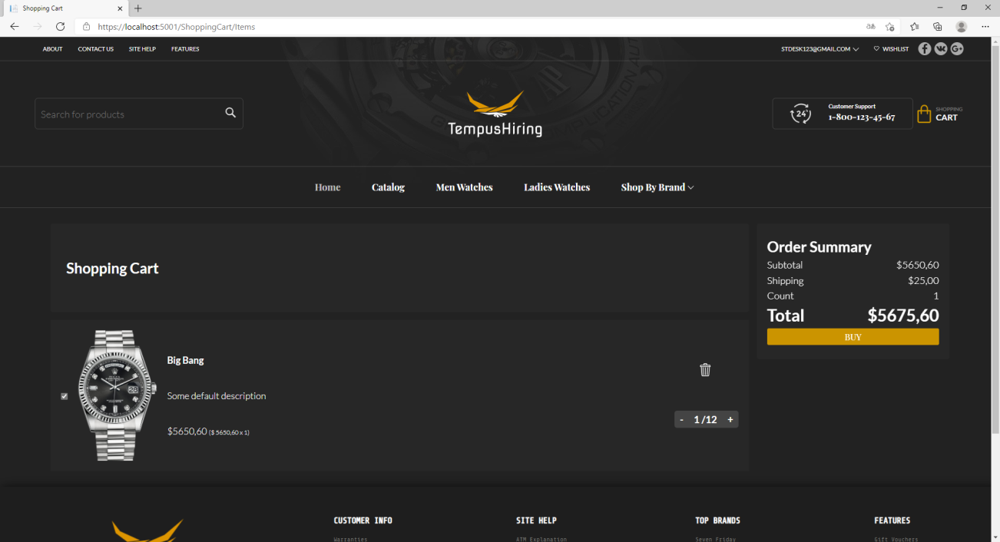 Shopping Cart
https://localhost:5001/ShoppingCart/Items
ABOUT CONTACT US SITE HELP FEATURES
STDESK123@GMAIL.COM WISHLIST
Search for products
TempusHiring
24
Customer Support
1-800-123-45-67
SHOPPING
CART
Home Catalog Men Watches Ladies Watches Shop By Brand
Shopping Cart
Order Summary
Subtotal $5650,60
Shipping $25,00
Count 1
Total $5675,60
BUY
Big Bang
Some default description
$5650,60 ($ 5650,60 x 1)
- 1 /12 +
28
CUSTOMER INFO SITE HELP TOP BRANDS FEATURES
Warranties ATM Explanation Seven Friday Gift Vouchers